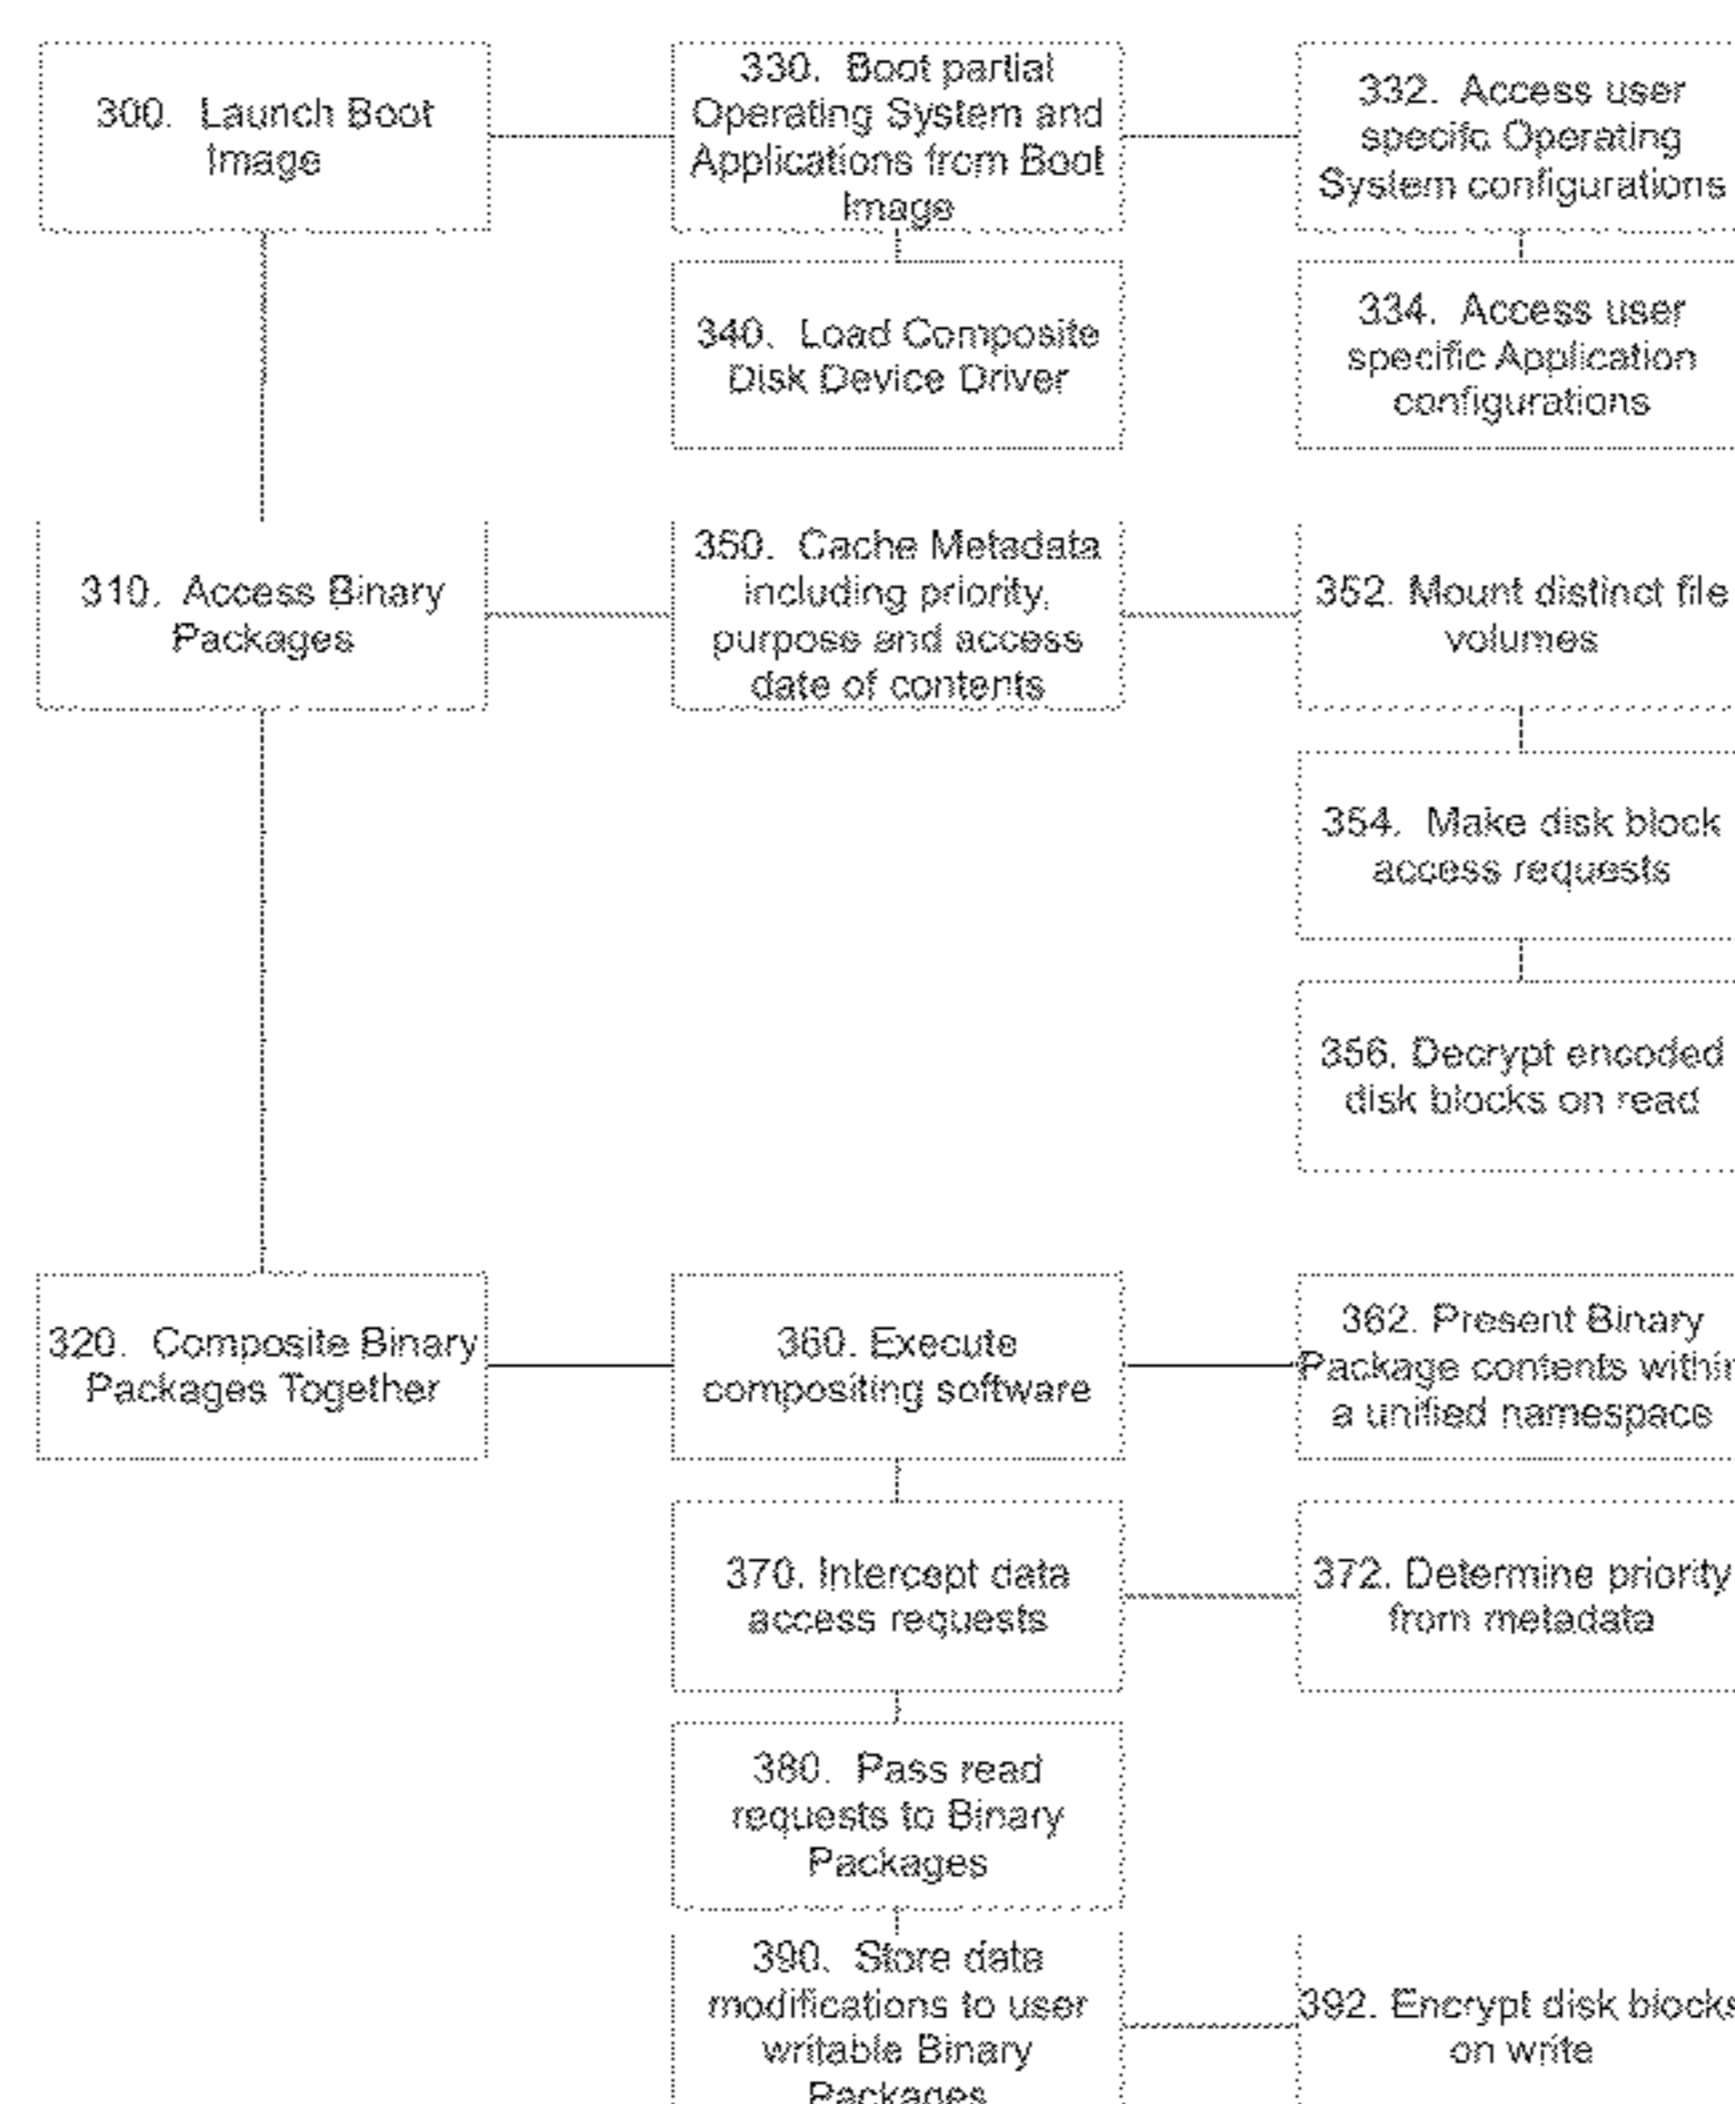 300. Launch Boot
Image
330. Boot partial
Operating System and
Applications from Boot
Image
332. Access user
specifc Operating
System configurations
340. Load Composite
Disk Device Driver
334. Access user
specific Application
configurations
310. Access Binary
Packages
350. Cache Metadata
including priority,
purpose and access
date of contents
352. Mount distinct file
volumes
354. Make disk block
access requests
356. Decrypt encoded
disk blocks on read
320. Composite Binary
Packages Together
360. Execute
compositing software
362. Present Binary
Package contents within
a unified namespace
370. Intercept data
access requests
372. Determine priority
from metadata
380. Pass read
requests to Binary
Packages
390. Store data
modifications to user
writable Binary
Packages
392. Encrypt disk blocks
on write